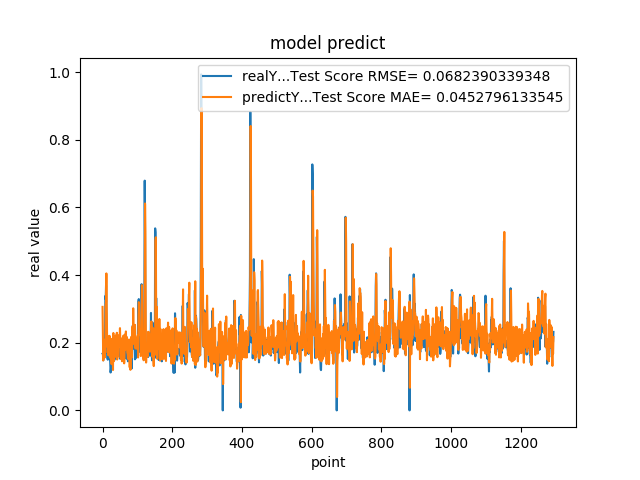 model predict
realY...Test Score RMSE= 0.0682390339348
predictY...Test Score MAE= 0.0452796133545
1.0
0.8
0.6
0.4
0.2
0.0
real value
0 200 400 600 800 1000 1200
point